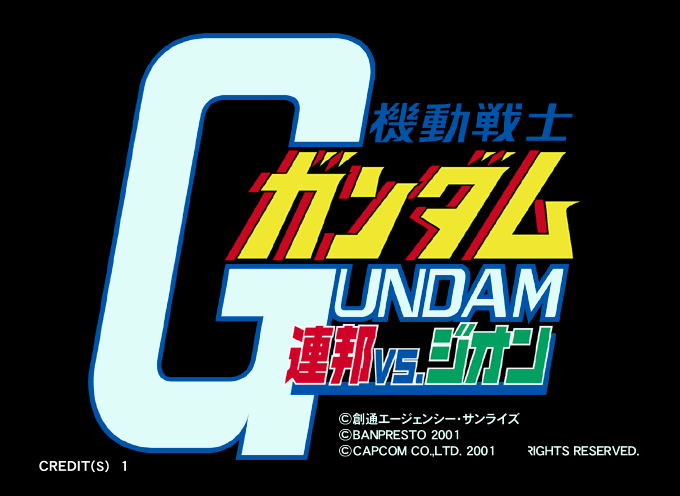 機動戦士
ガンダム
GUNDAM
連邦vs.ジオン
©創通エージェンシー・サンライズ
©BANPRESTO 2001
©CAPCOM CO.,LTD. 2001 RIGHTS RESERVED.
CREDIT(S) 1